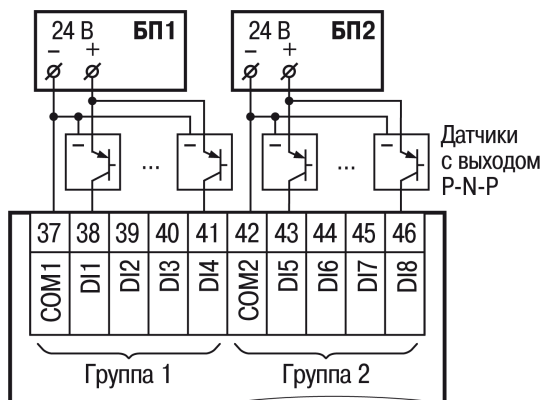 24 В БП1
24 В БП2
− +
− +
− ... −
− ... −
Датчики
с выходом
P-N-P
37 38 39 40 41 42 43 44 45 46
COM1 DI1 DI2 DI3 DI4 COM2 DI5 DI6 DI7 DI8
Группа 1
Группа 2